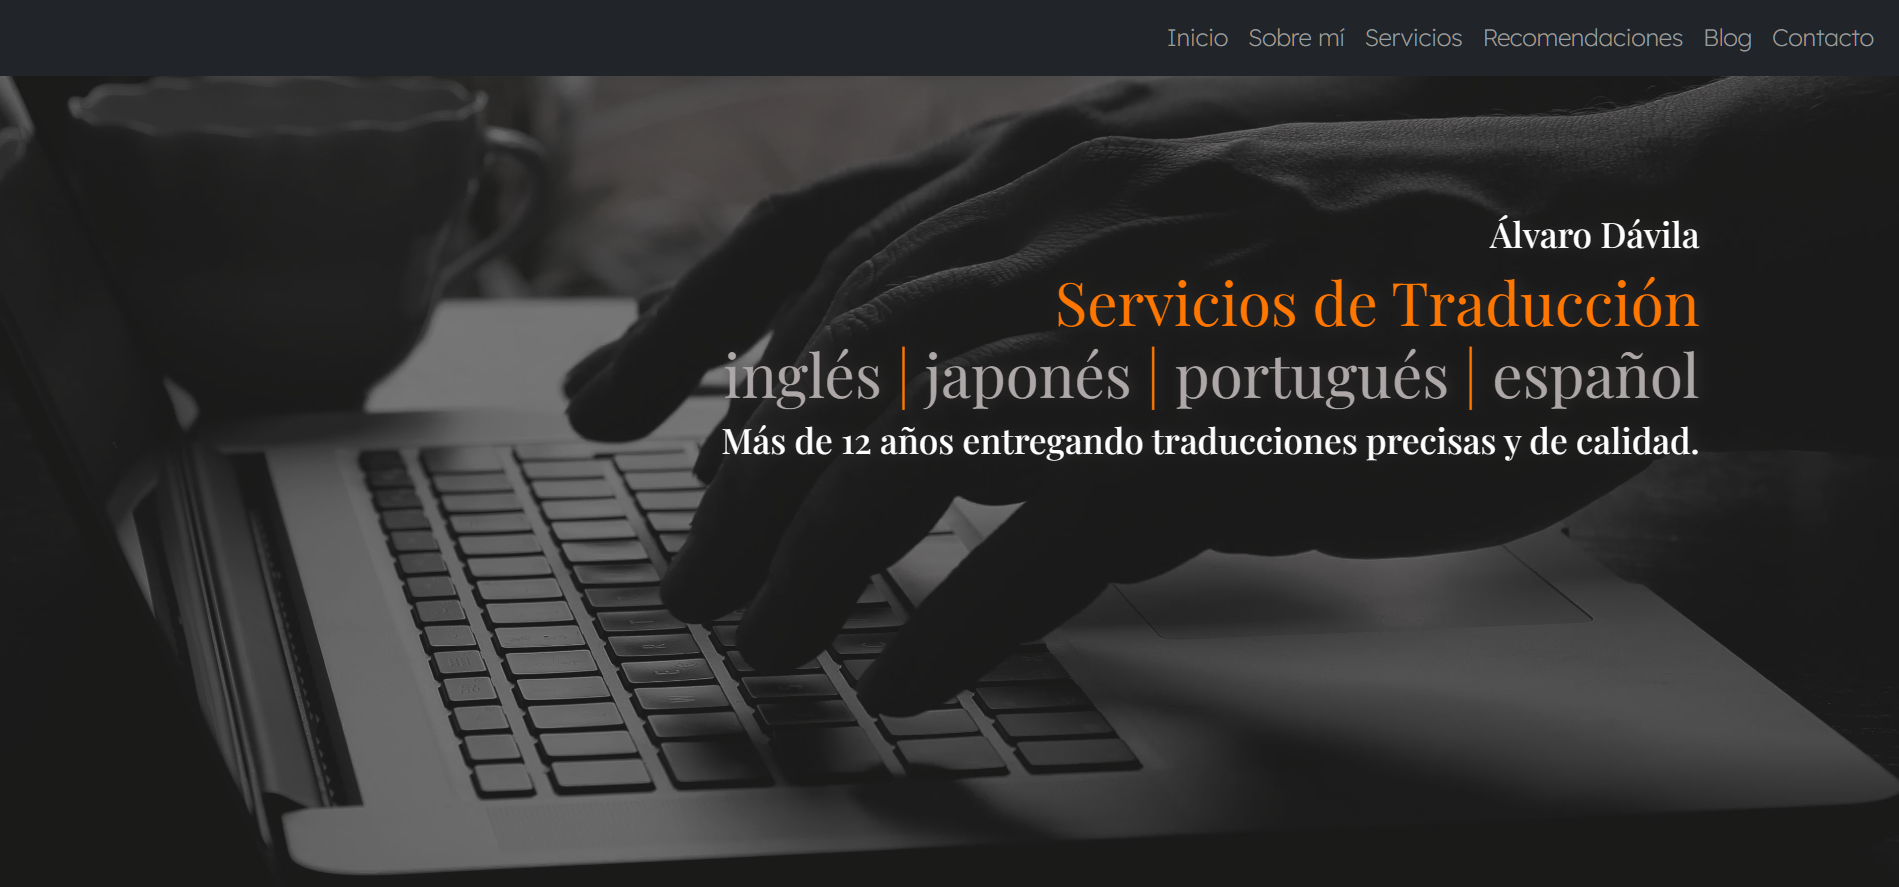 Inicio Sobre mí Servicios Recomendaciones Blog Contacto
Álvaro Dávila
Servicios de Traducción
inglés | japonés | portugués | español
Más de 12 años entregando traducciones precisas y de calidad.